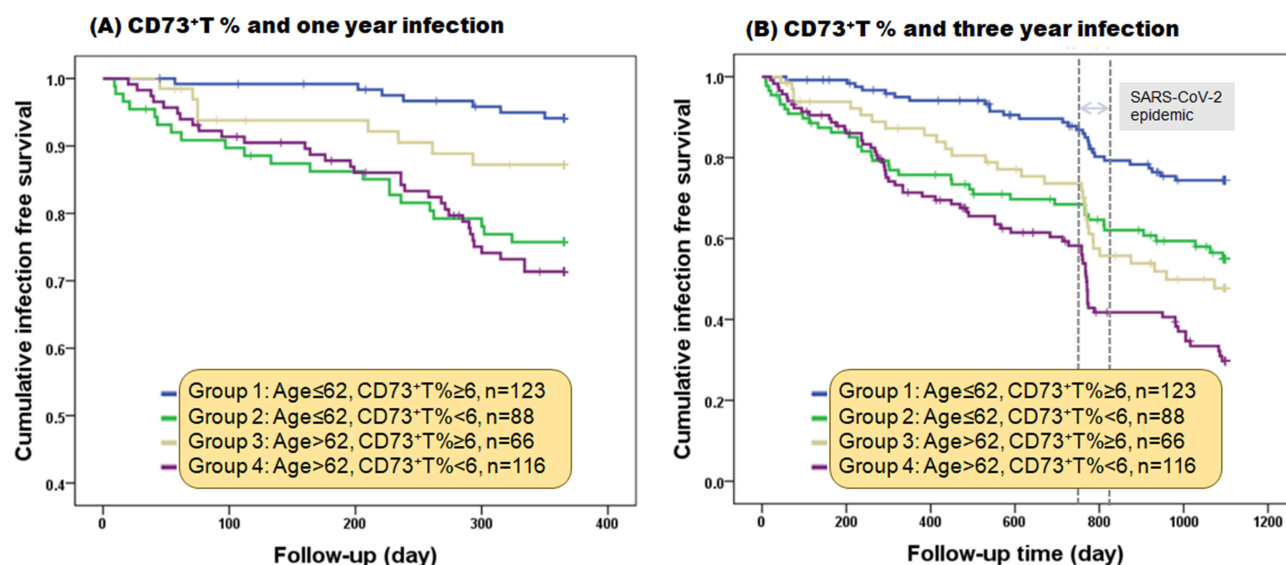 (A) CD73⁺T % and one year infection
Cumulative infection free survival
1.0
0.9
0.8
0.7
0.6
0.5
0.4
Group 1: Age≤62, CD73⁺T%≥6, n=123
Group 2: Age≤62, CD73⁺T%<6, n=88
Group 3: Age>62, CD73⁺T%≥6, n=66
Group 4: Age>62, CD73⁺T%<6, n=116
0 100 200 300 400
Follow-up (day)
(B) CD73⁺T % and three year infection
Cumulative infection free survival
1.0
0.8
0.6
0.4
0.2
0.0
SARS-CoV-2
epidemic
Group 1: Age≤62, CD73⁺T%≥6, n=123
Group 2: Age≤62, CD73⁺T%<6, n=88
Group 3: Age>62, CD73⁺T%≥6, n=66
Group 4: Age>62, CD73⁺T%<6, n=116
0 200 400 600 800 1000 1200
Follow-up time (day)